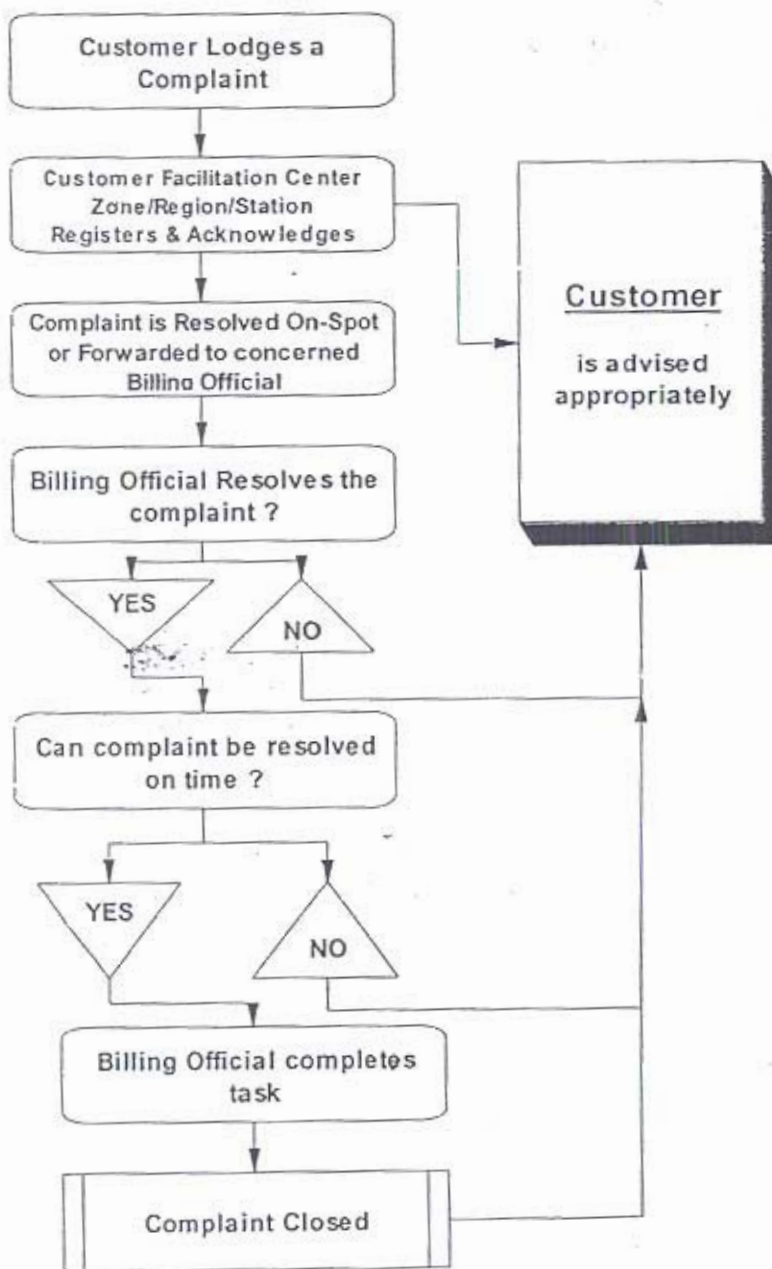 Customer Lodges a
Complaint
Customer Facilitation Center
Zone/Region/Station
Registers & Acknowledges
Complaint is Resolved On-Spot
or Forwarded to concerned
Billing Official
Billing Official Resolves the
complaint ?
YES
NO
Can complaint be resolved
on time ?
YES
NO
Billing Official completes
task
Complaint Closed
Customer
is advised
appropriately